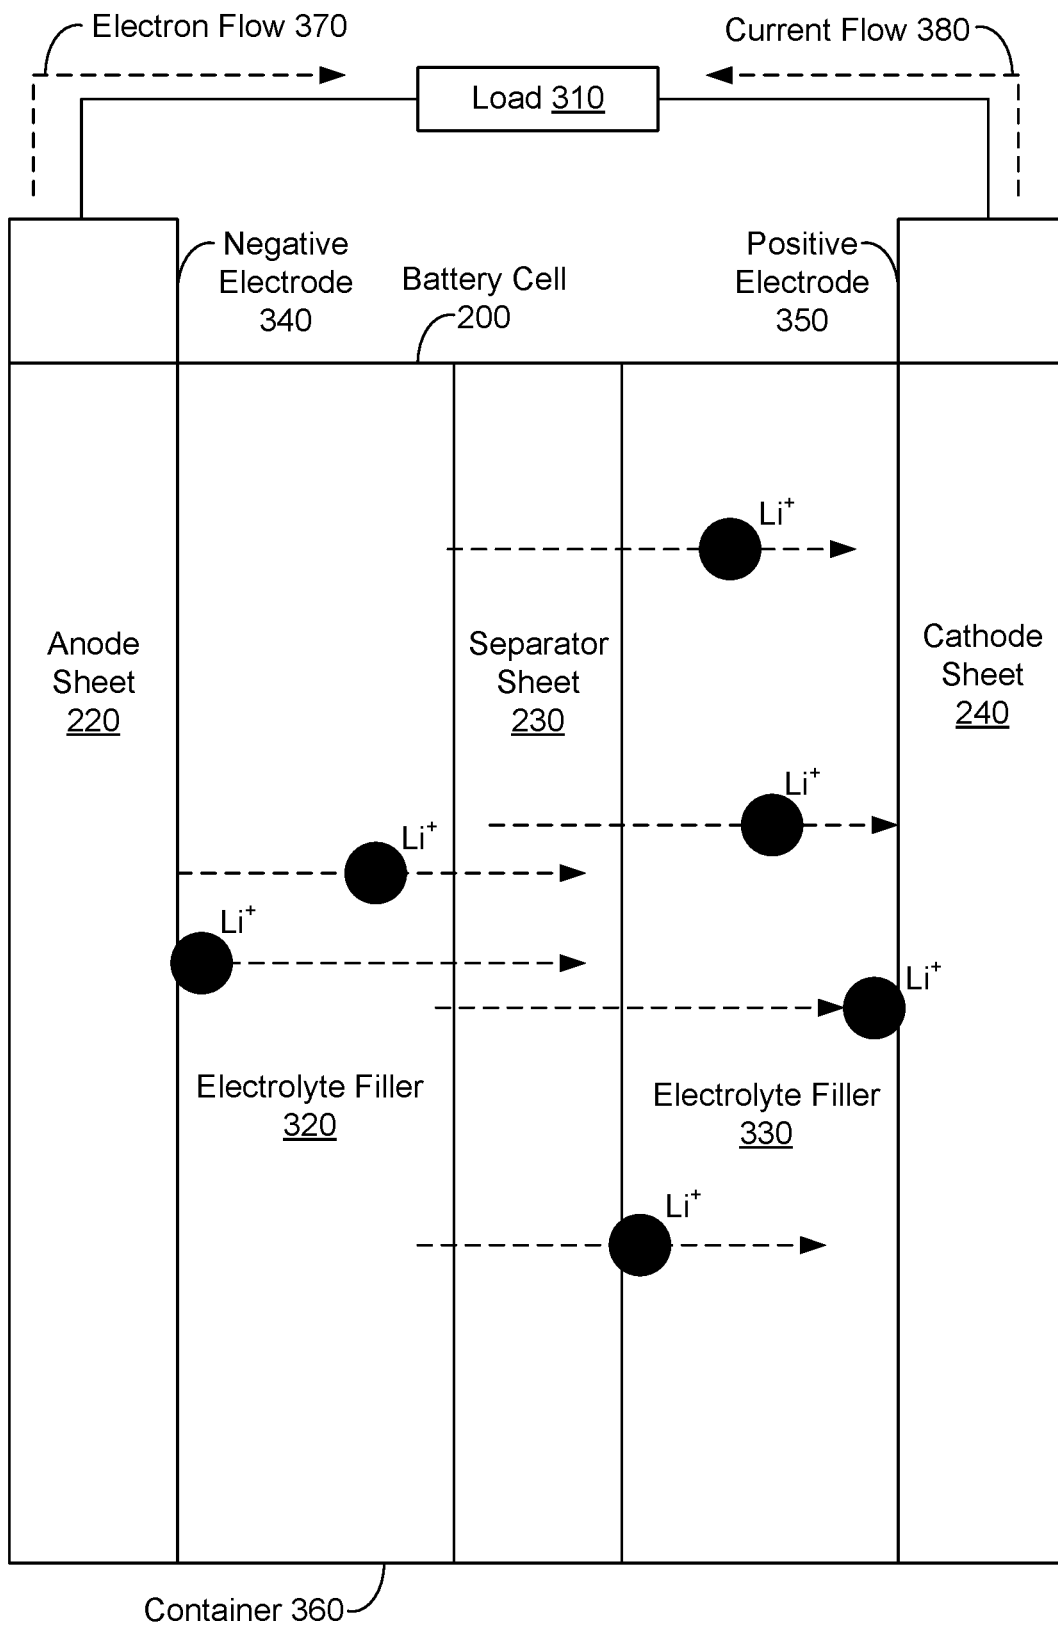 Electron Flow 370
Current Flow 380
Load 310
Negative
Electrode
340
Battery Cell
200
Positive
Electrode
350
Li⁺
Anode
Sheet
220
Separator
Sheet
230
Cathode
Sheet
240
Li⁺
Li⁺
Li⁺
Li⁺
Electrolyte Filler
320
Electrolyte Filler
330
Li⁺
Container 360